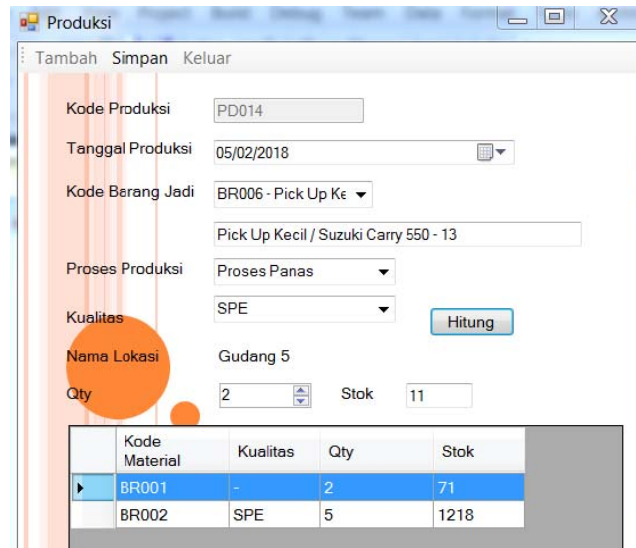 Produksi
Tambah Simpan Keluar
Kode Produksi PD014
Tanggal Produksi 05/02/2018
Kode Barang Jadi BR006 - Pick Up Ke
Pick Up Kecil / Suzuki Carry 550 - 13
Proses Produksi Proses Panas
Kualitas SPE Hitung
Nama Lokasi Gudang 5
Qty 2 Stok 11
Kode Material Kualitas Qty Stok
BR001 - 2 71
BR002 SPE 5 1218